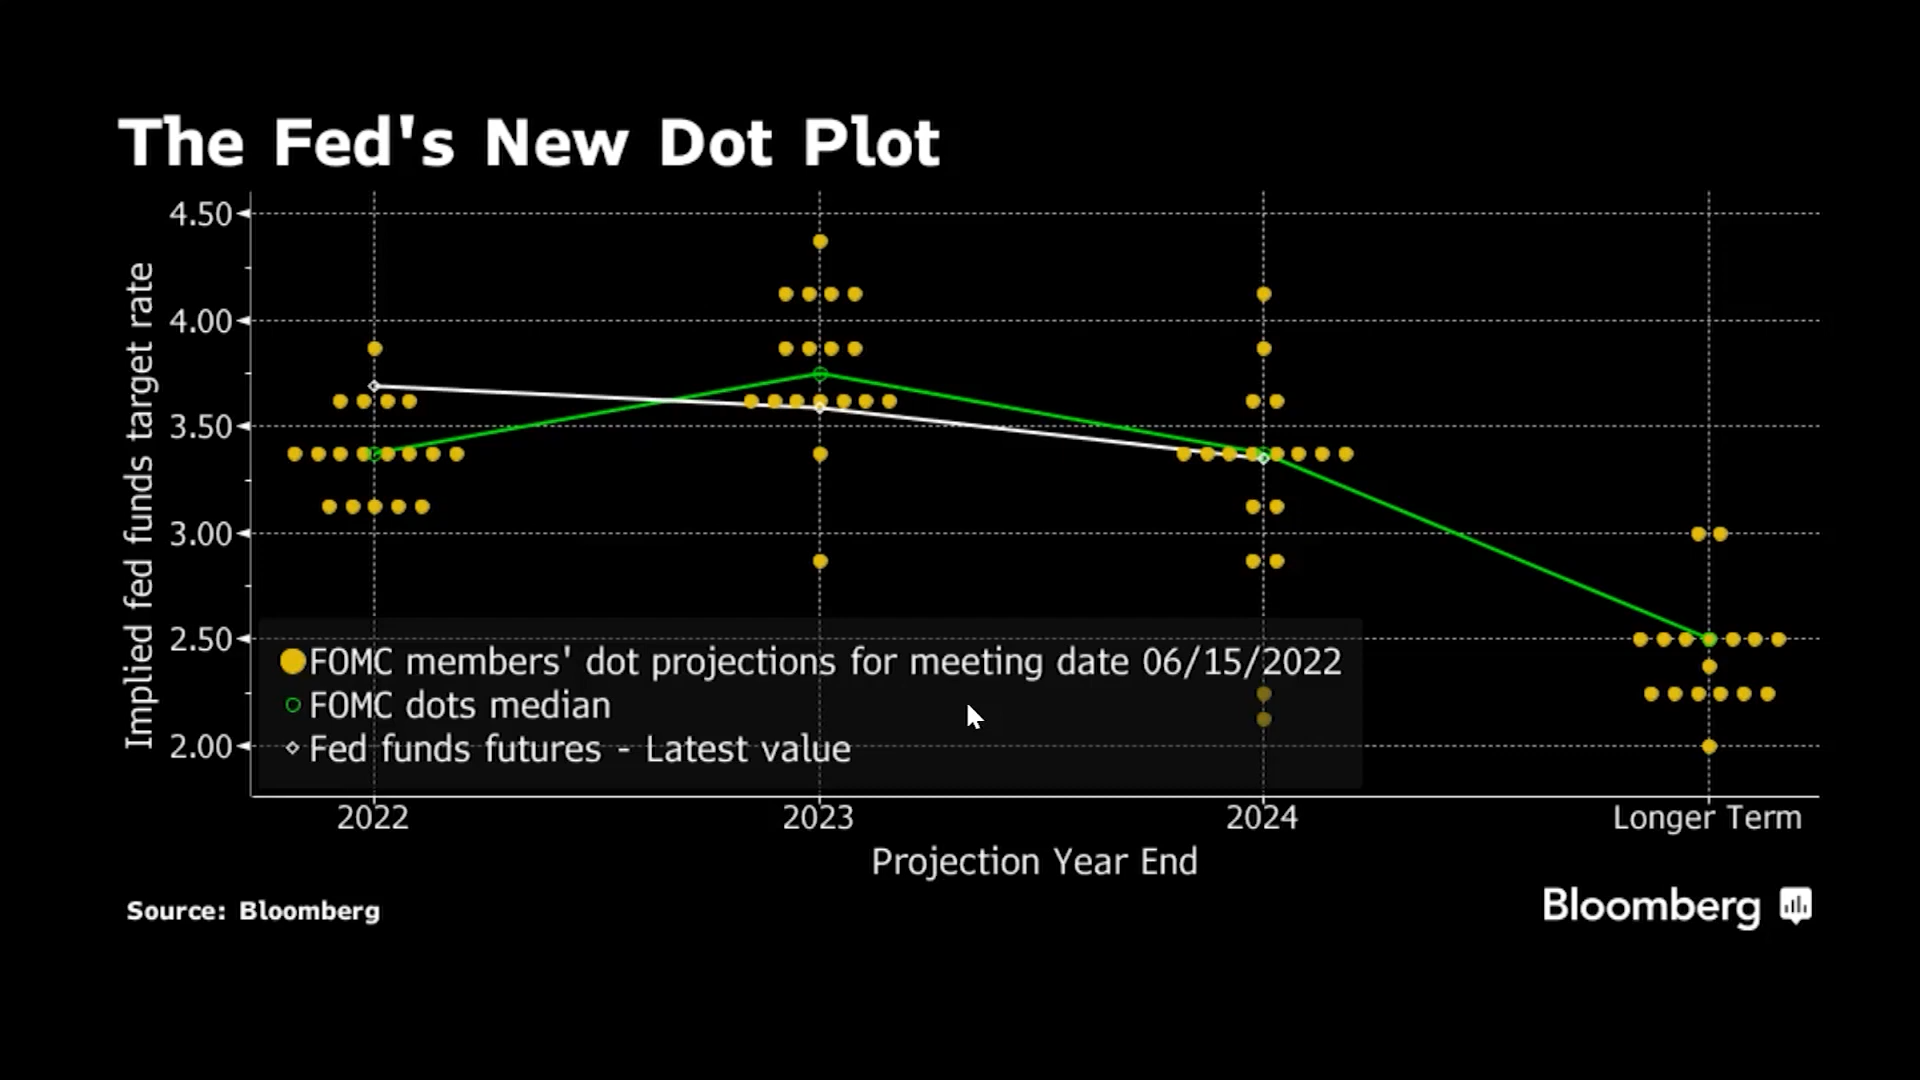 The Fed's New Dot Plot
Implied fed funds target rate
4.50
4.00
3.50
3.00
2.50
2.00
FOMC members' dot projections for meeting date 06/15/2022
FOMC dots median
Fed funds futures - Latest value
2022 2023 2024 Longer Term
Projection Year End
Source: Bloomberg
Bloomberg